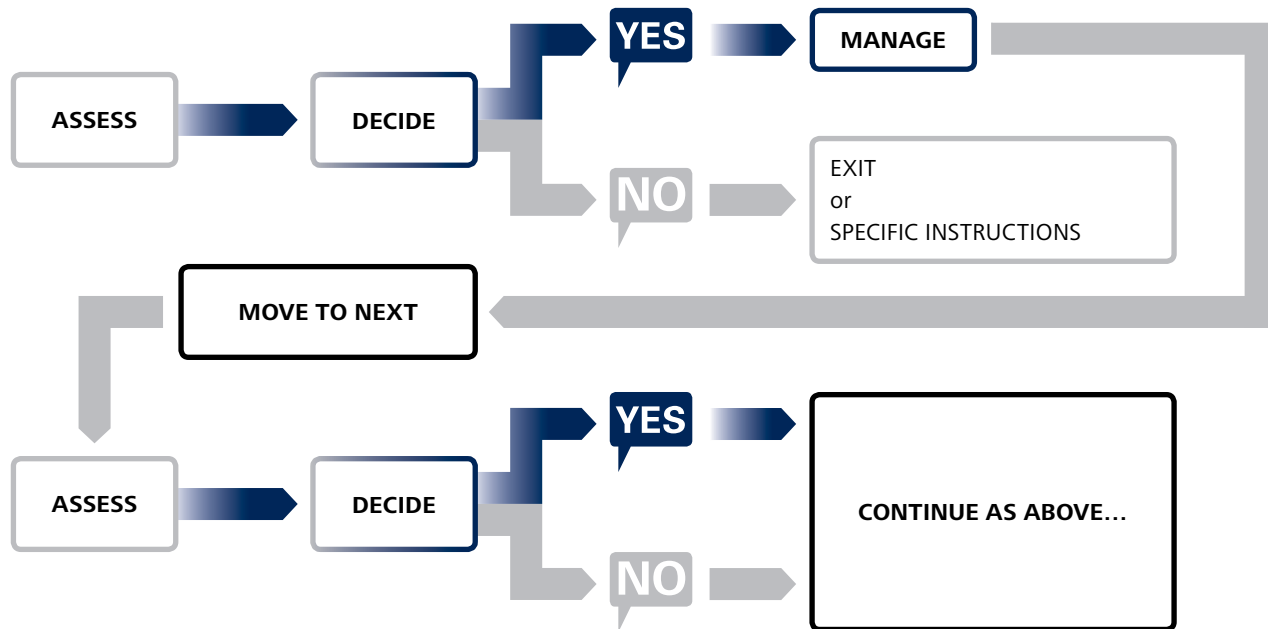 ASSESS
DECIDE
YES
MANAGE
NO
EXIT
or
SPECIFIC INSTRUCTIONS
MOVE TO NEXT
ASSESS
DECIDE
YES
NO
CONTINUE AS ABOVE...